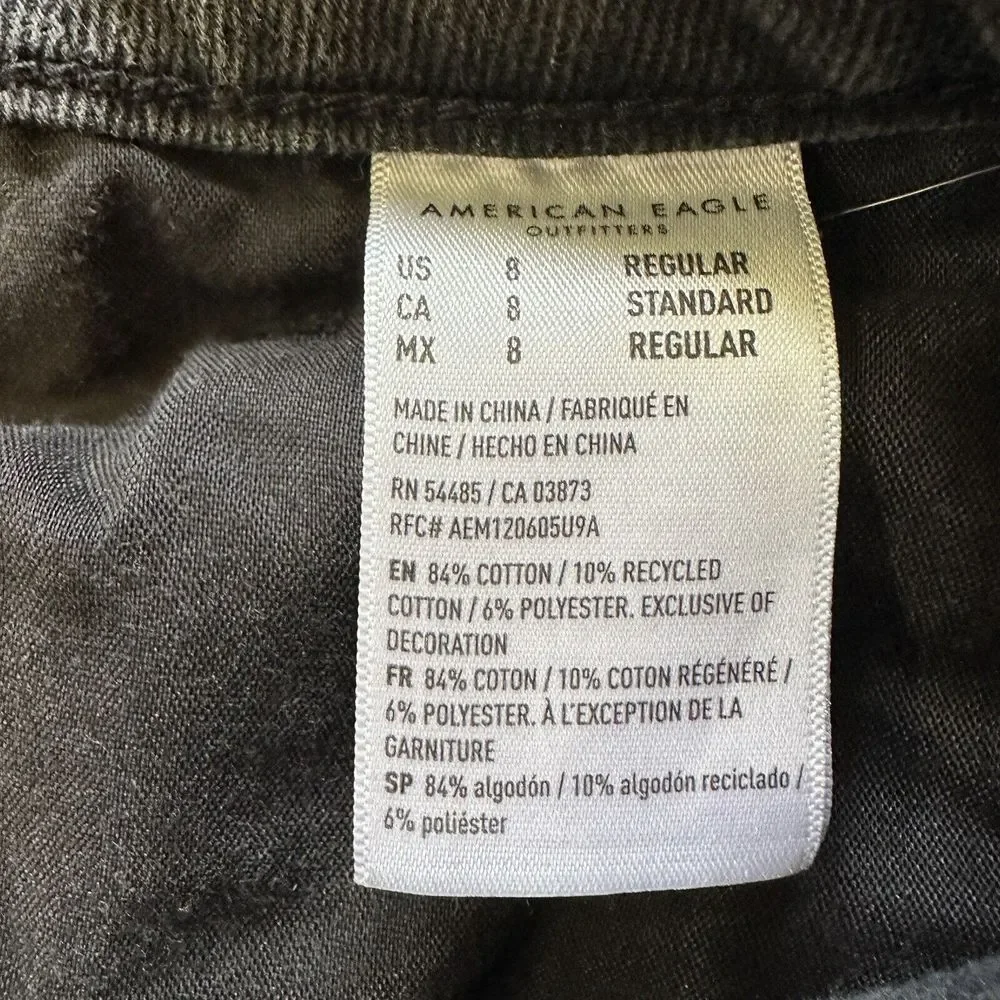 AMERICAN EAGLE
OUTFITTERS
US 8 REGULAR
CA 8 STANDARD
MX 8 REGULAR
MADE IN CHINA / FABRIQUÉ EN
CHINE / HECHO EN CHINA
RN 54485 / CA 03873
RFC# AEM120605U9A
EN 84% COTTON / 10% RECYCLED
COTTON / 6% POLYESTER. EXCLUSIVE OF
DECORATION
FR 84% COTON / 10% COTON RÉGÉNÉRÉ /
6% POLYESTER. À L'EXCEPTION DE LA
GARNITURE
SP 84% algodón / 10% algodón reciclado /
6% poliéster